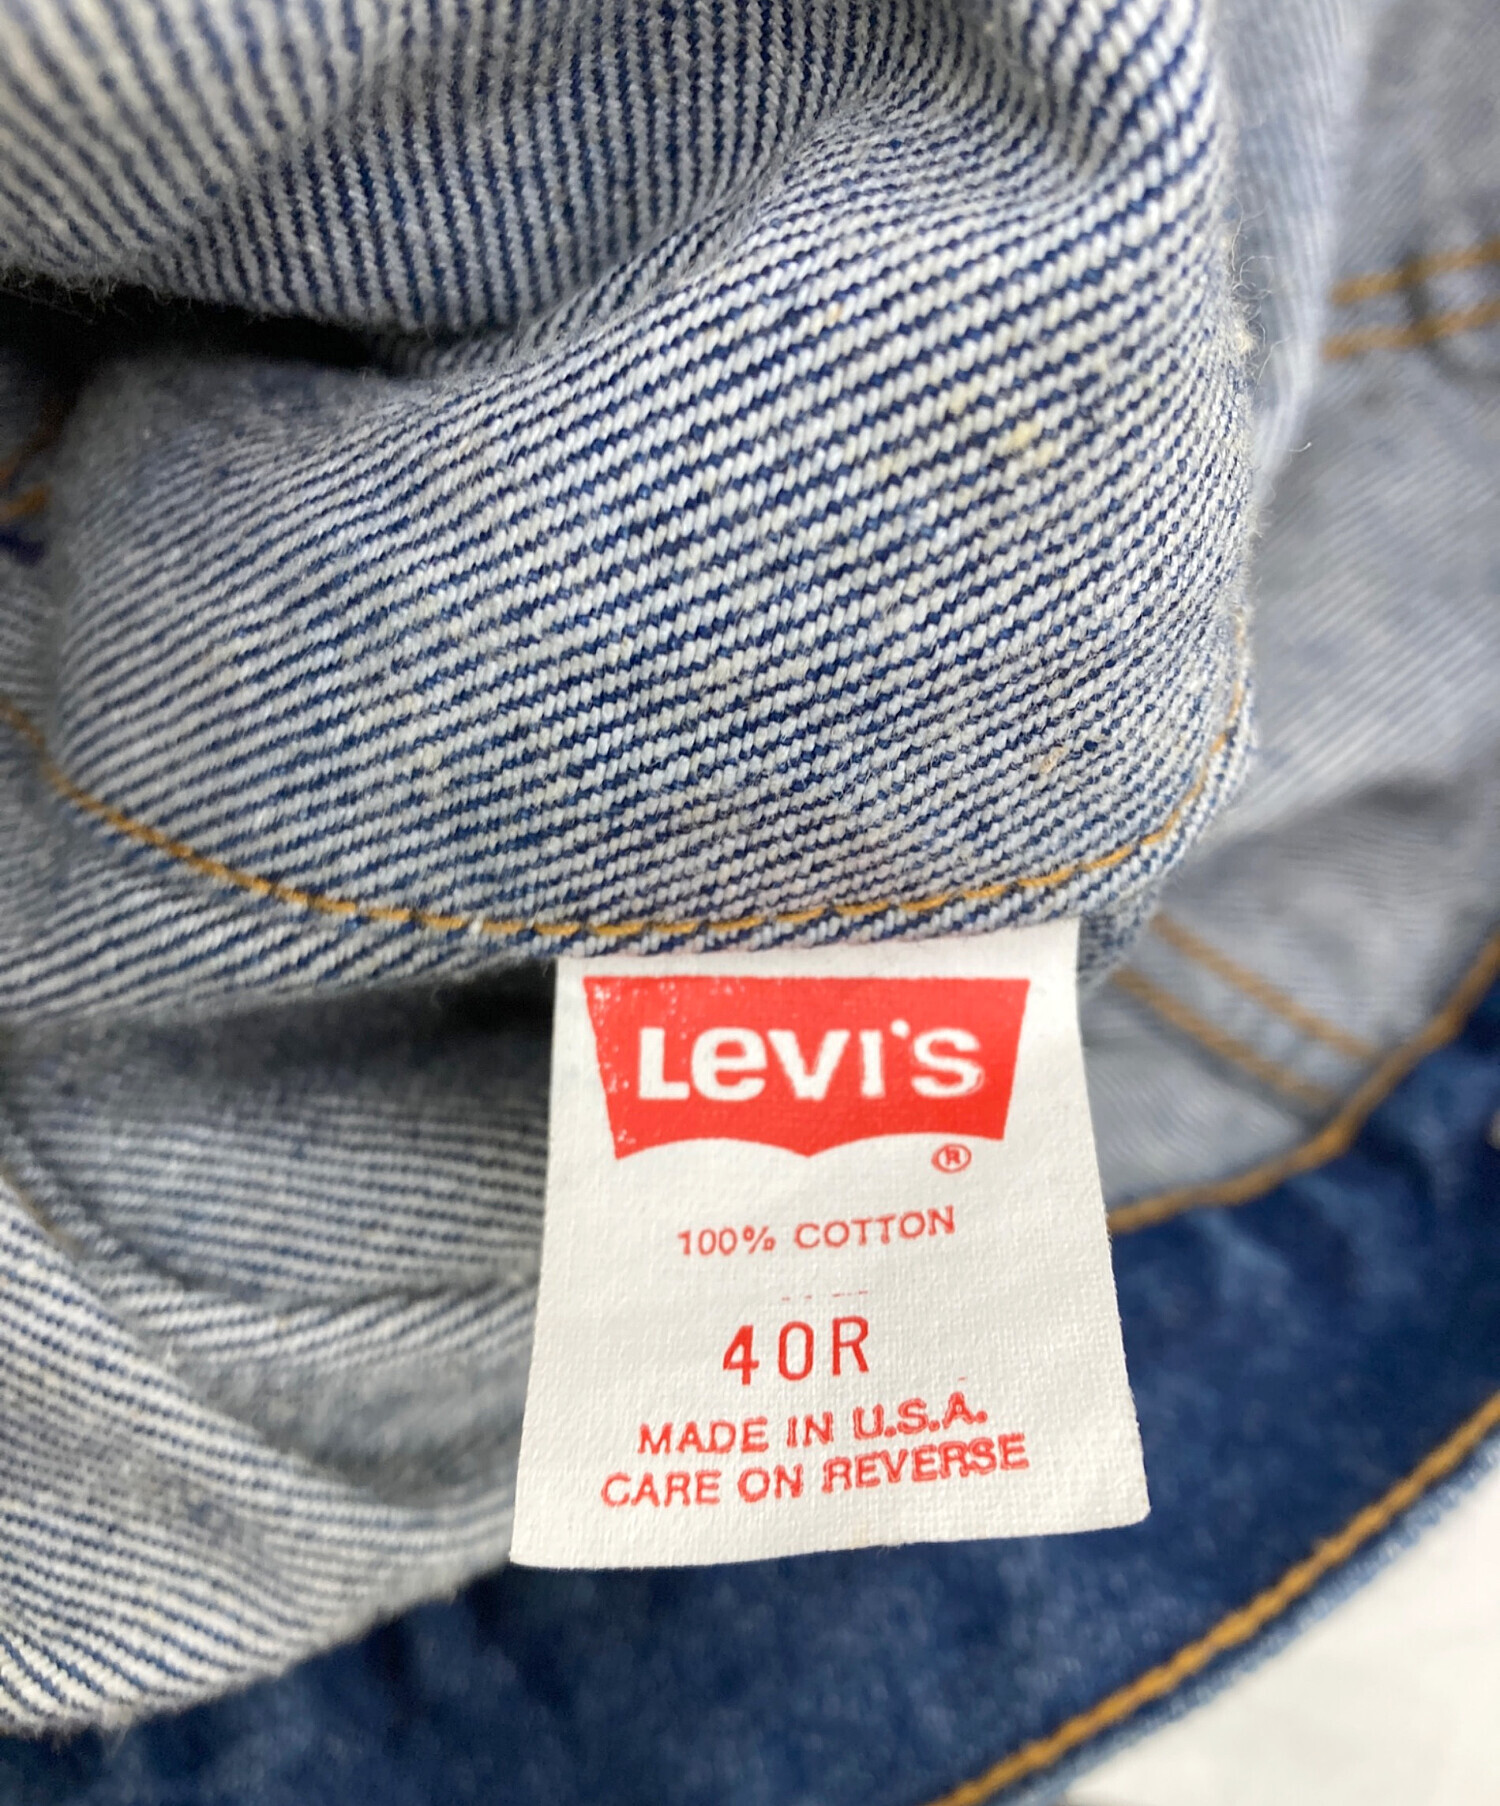 LEVI'S
®
100% COTTON
40R
MADE IN U.S.A.
CARE ON REVERSE